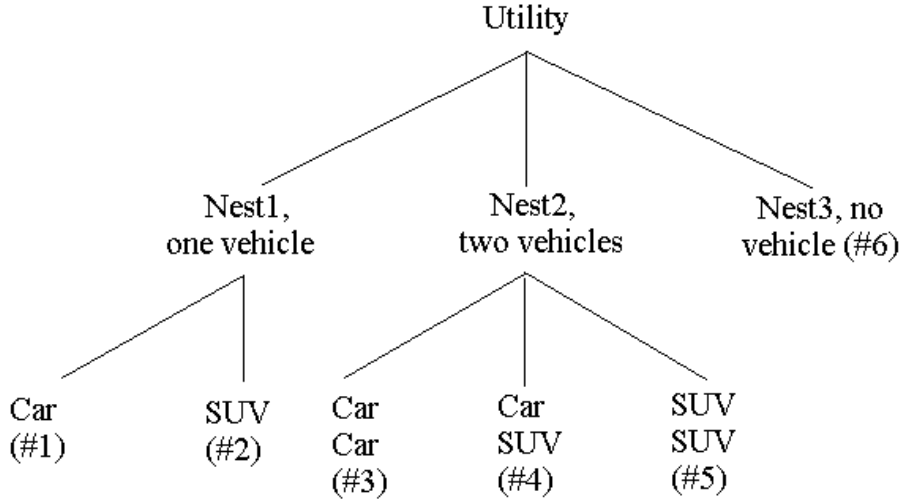 Utility
Nest1,
one vehicle
Nest2,
two vehicles
Nest3, no
vehicle (#6)
Car
(#1)
SUV
(#2)
Car
Car
(#3)
Car
SUV
(#4)
SUV
SUV
(#5)